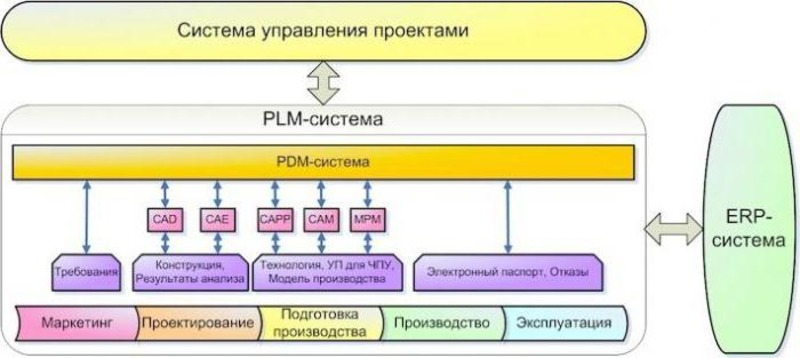 Система управления проектами
PLM-система
PDM-система
CAD
CAE
CAPP
CAM
MPM
ERP-
система
Требования
Конструкция,
Результаты анализа
Технология, УП для ЧПУ,
Модель производства
Электронный паспорт, Отказы
Маркетинг
Проектирование
Подготовка
производства
Производство
Эксплуатация